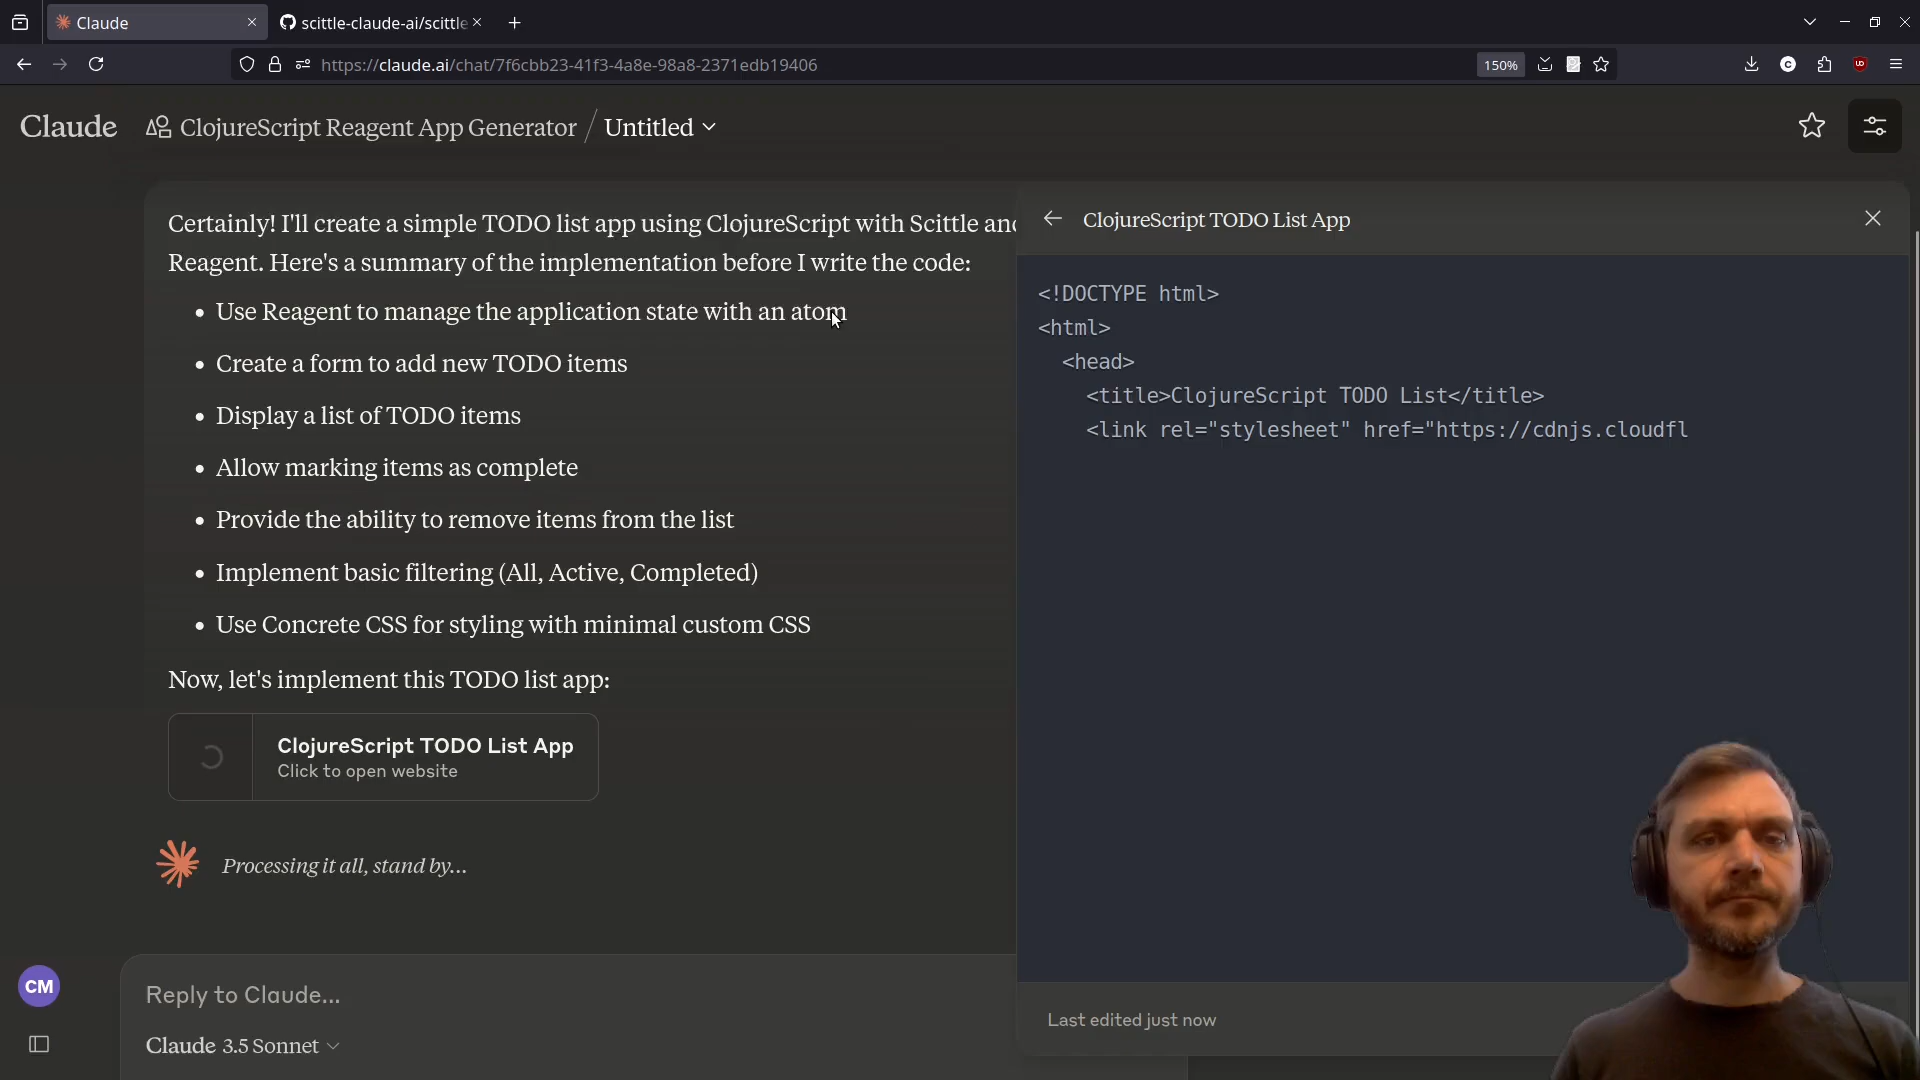 Claude
scittle-claude-ai/scittle
https://claude.ai/chat/7f6cbb23-41f3-4a8e-98a8-2371edb19406
150%
Claude
ClojureScript Reagent App Generator / Untitled
Certainly! I'll create a simple TODO list app using ClojureScript with Scittle and
Reagent. Here's a summary of the implementation before I write the code:
• Use Reagent to manage the application state with an atom
• Create a form to add new TODO items
• Display a list of TODO items
• Allow marking items as complete
• Provide the ability to remove items from the list
• Implement basic filtering (All, Active, Completed)
• Use Concrete CSS for styling with minimal custom CSS
Now, let's implement this TODO list app:
ClojureScript TODO List App
Click to open website
Processing it all, stand by...
CM
Reply to Claude...
Claude 3.5 Sonnet
ClojureScript TODO List App
<!DOCTYPE html>
<html>
<head>
<title>ClojureScript TODO List</title>
<link rel="stylesheet" href="https://cdnjs.cloudfl
Last edited just now